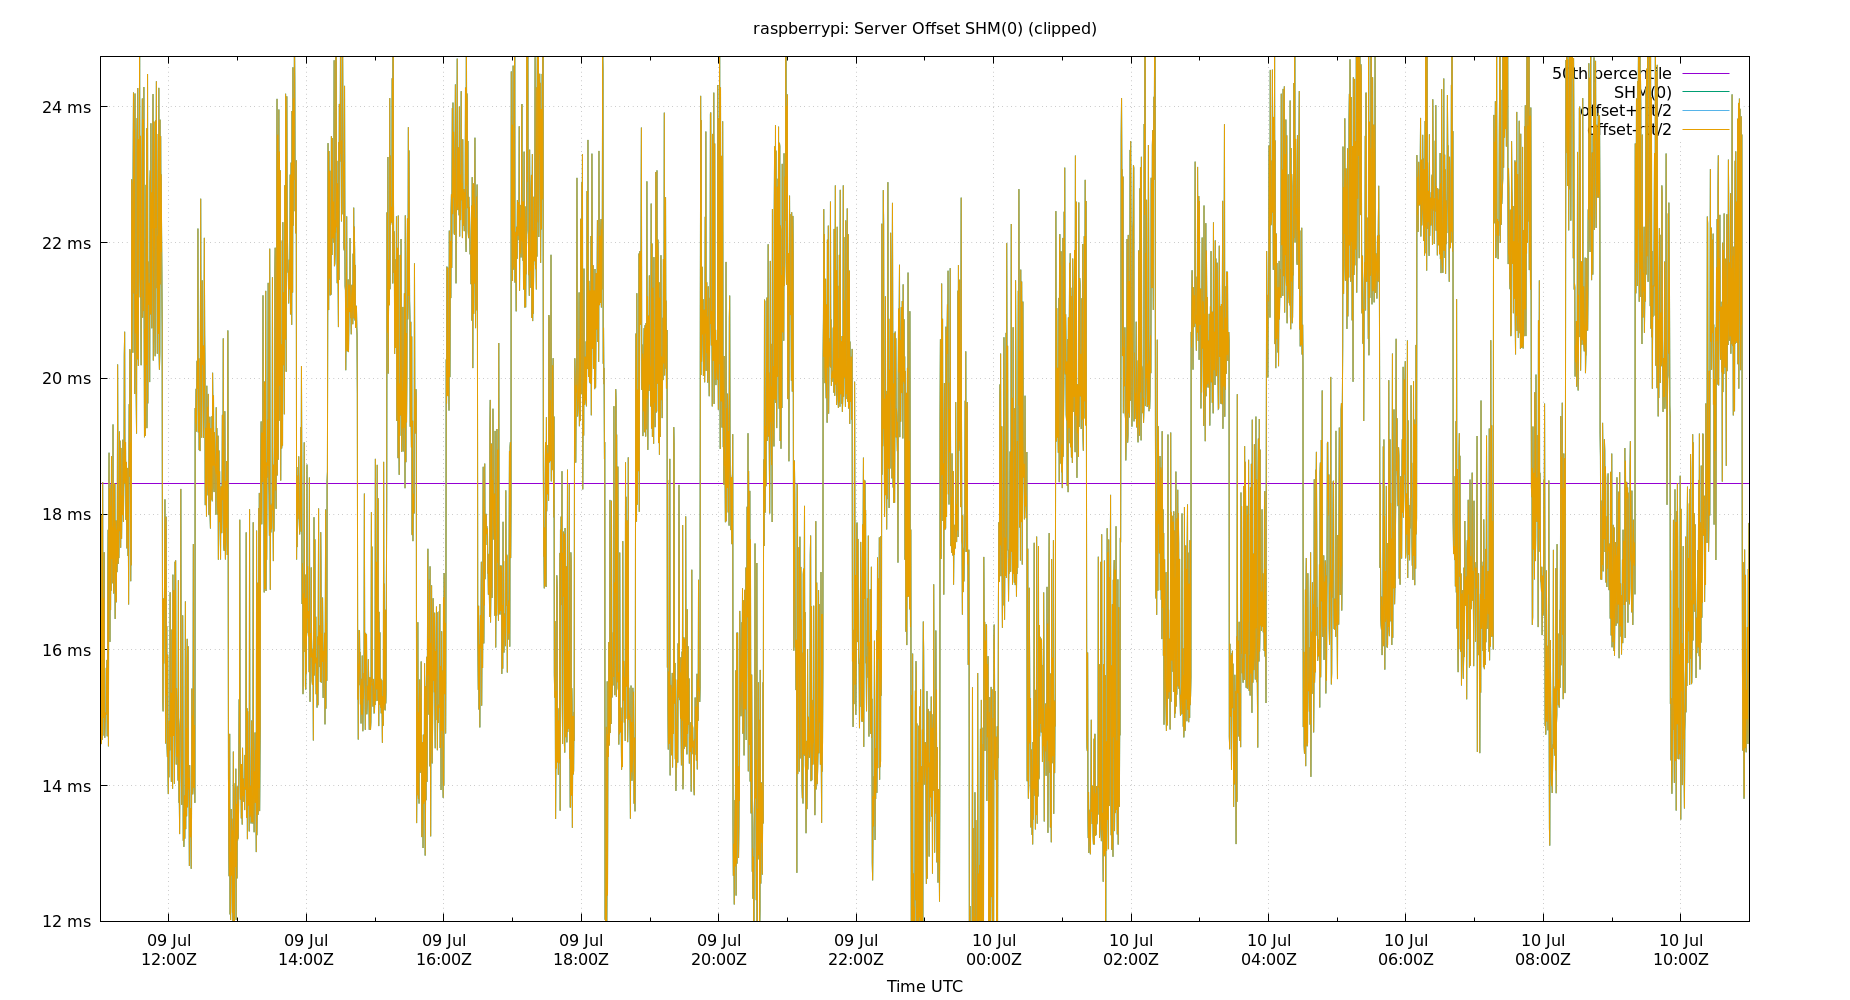 raspberrypi: Server Offset SHM(0) (clipped)
24 ms
22 ms
20 ms
18 ms
16 ms
14 ms
12 ms
50th percentile
SHM(0)
offset+rtt/2
offset-rtt/2
09 Jul 12:00Z
09 Jul 14:00Z
09 Jul 16:00Z
09 Jul 18:00Z
09 Jul 20:00Z
09 Jul 22:00Z
10 Jul 00:00Z
10 Jul 02:00Z
10 Jul 04:00Z
10 Jul 06:00Z
10 Jul 08:00Z
10 Jul 10:00Z
Time UTC